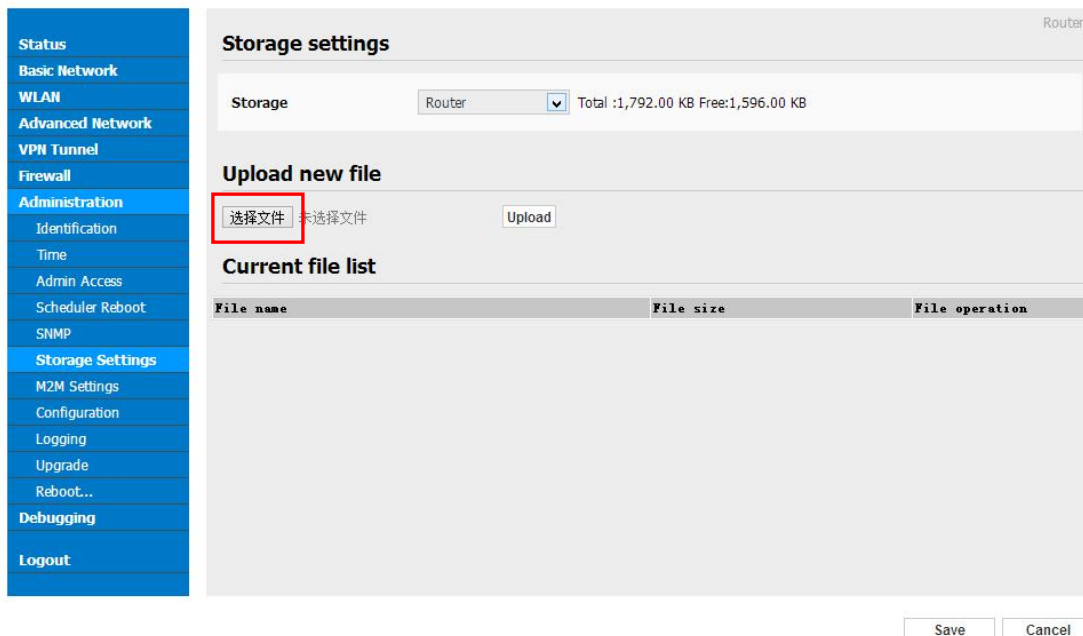 Router
Status
Basic Network
WLAN
Advanced Network
VPN Tunnel
Firewall
Administration
Identification
Time
Admin Access
Scheduler Reboot
SNMP
Storage Settings
M2M Settings
Configuration
Logging
Upgrade
Reboot...
Debugging
Logout
Storage settings
Storage Router Total :1,792.00 KB Free:1,596.00 KB
Upload new file
选择文件 未选择文件 Upload
Current file list
File name File size File operation
Save Cancel